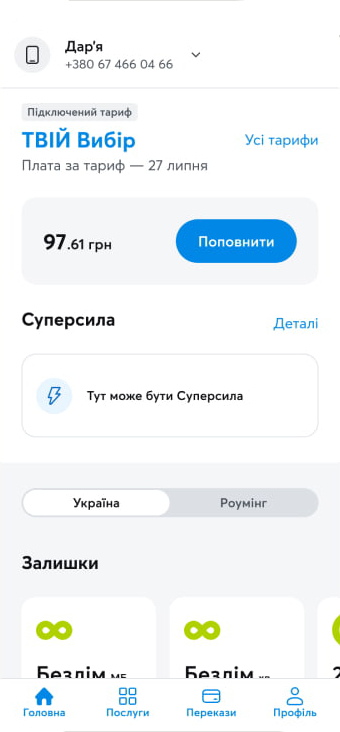 Дар'я
+380 67 466 04 66
Підключений тариф
ТВІЙ Вибір
Усі тарифи
Плата за тариф — 27 липня
97.61 грн
Поповнити
Суперсила
Деталі
Тут може бути Суперсила
Україна
Роумінг
Залишки
Безлім МБ
Безлім хв
Головна
Послуги
Перекази
Профіль